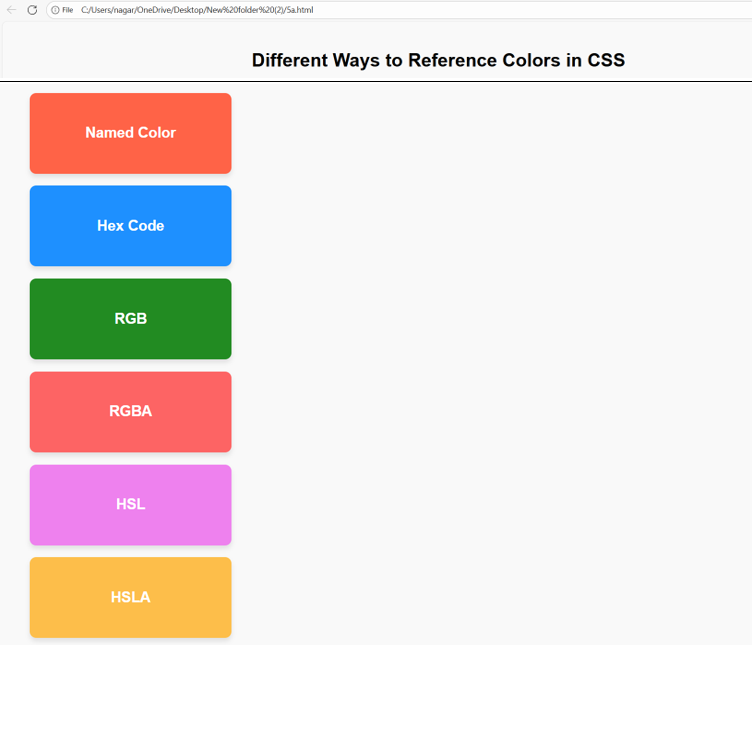 File C:/Users/nagar/OneDrive/Desktop/New%20folder%20(2)/5a.html
Different Ways to Reference Colors in CSS
Named Color
Hex Code
RGB
RGBA
HSL
HSLA